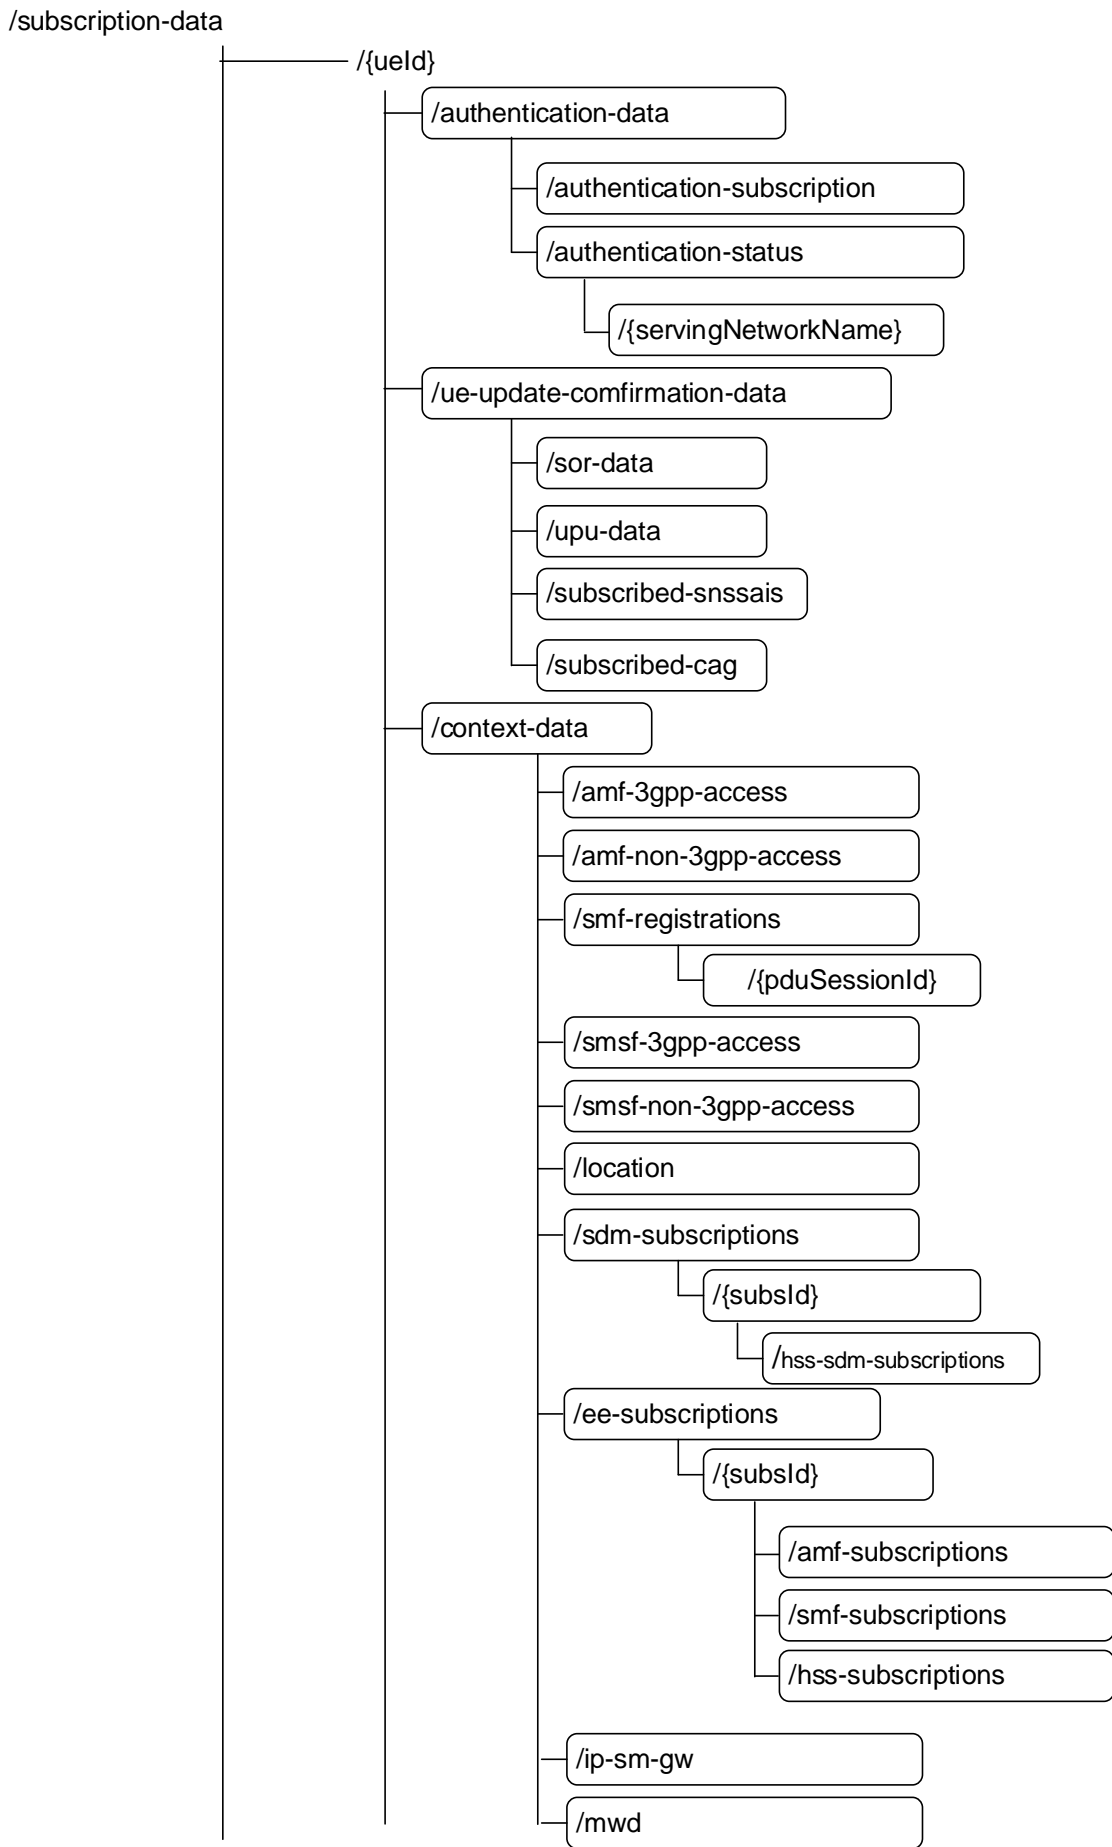 /subscription-data
/{ueId}
/authentication-data
/authentication-subscription
/authentication-status
/{servingNetworkName}
/ue-update-comfirmation-data
/sor-data
/upu-data
/subscribed-snssais
/subscribed-cag
/context-data
/amf-3gpp-access
/amf-non-3gpp-access
/smf-registrations
/{pduSessionId}
/smsf-3gpp-access
/smsf-non-3gpp-access
/location
/sdm-subscriptions
/{subsId}
/hss-sdm-subscriptions
/ee-subscriptions
/{subsId}
/amf-subscriptions
/smf-subscriptions
/hss-subscriptions
/ip-sm-gw
/mwd